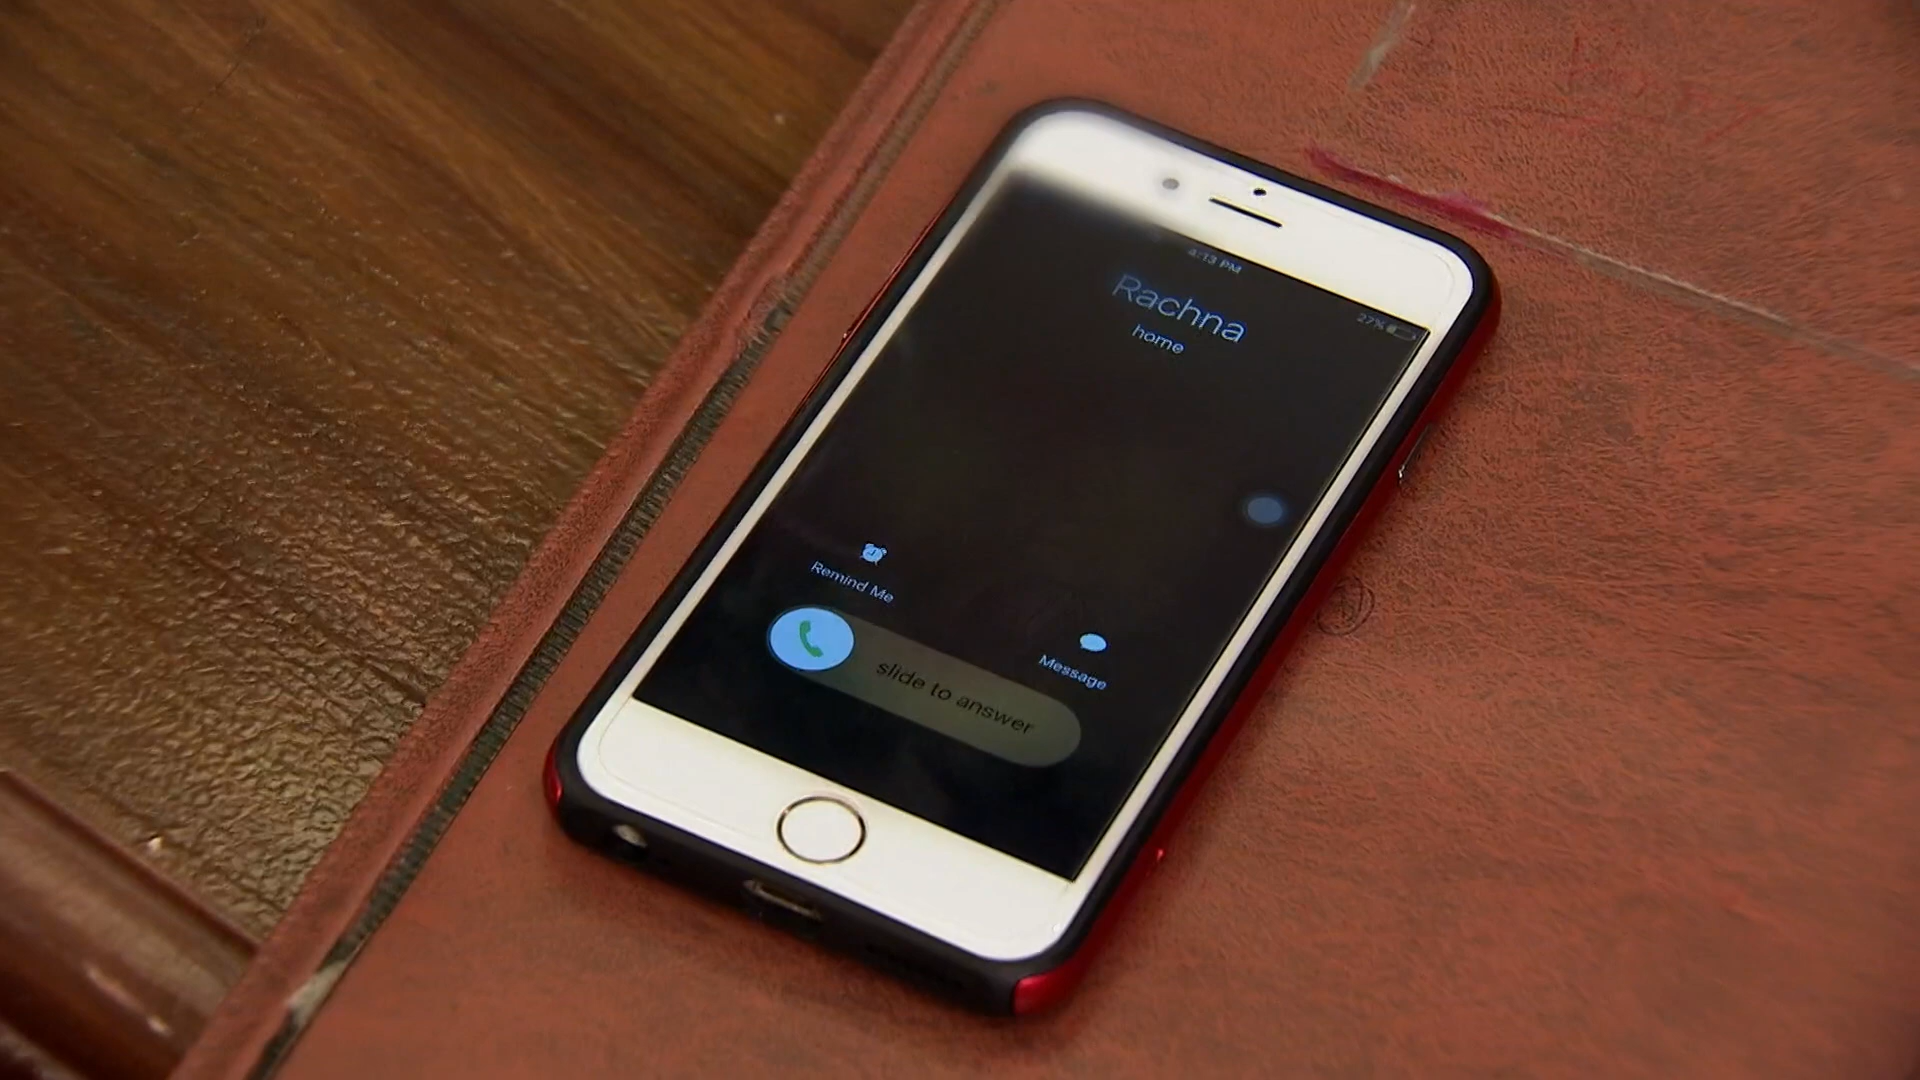 4:13 PM
27%
Rachna
home
Remind Me
Message
slide to answer